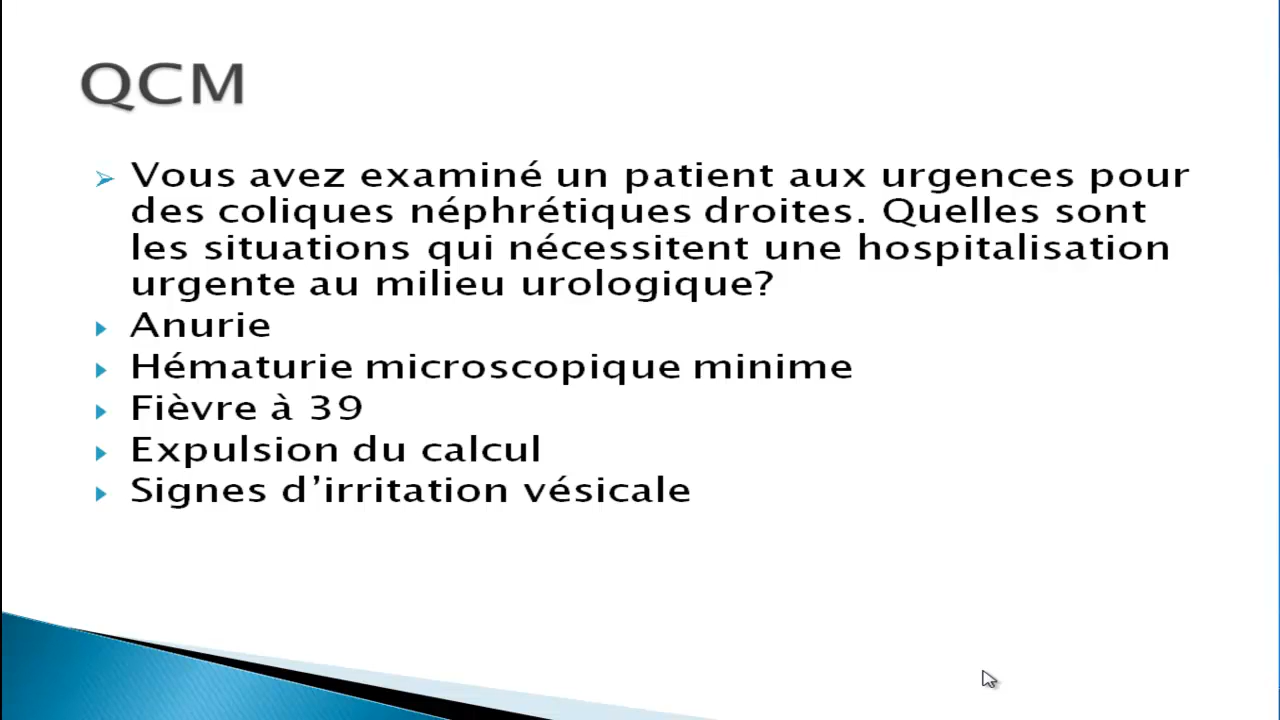 QCM
Vous avez examiné un patient aux urgences pour
des coliques néphrétiques droites. Quelles sont
les situations qui nécessitent une hospitalisation
urgente au milieu urologique?
Anurie
Hématurie microscopique minime
Fièvre à 39
Expulsion du calcul
Signes d’irritation vésicale